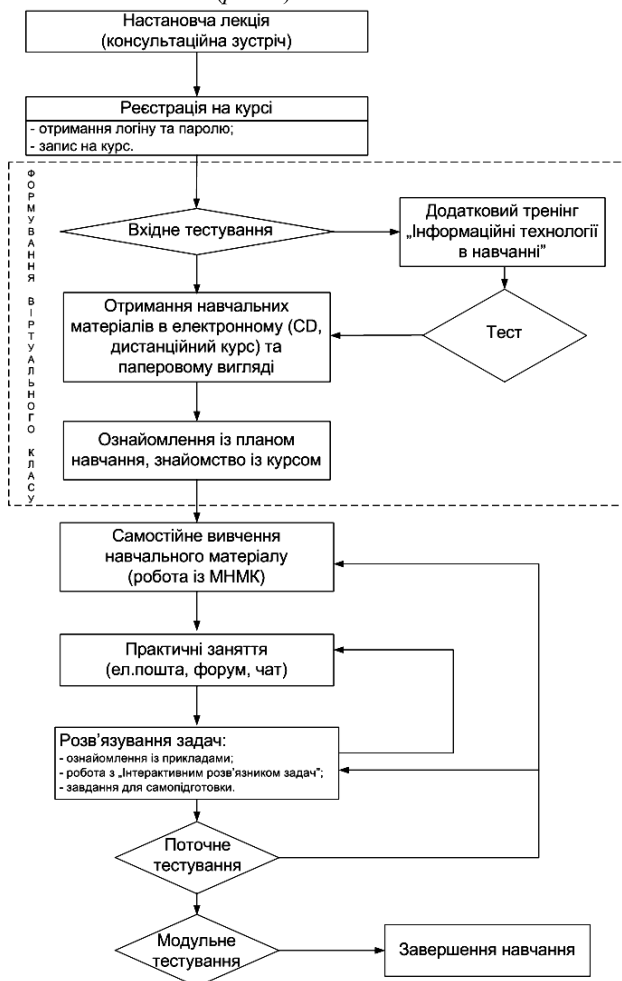 Настановча лекція
(консультаційна зустріч)
Реєстрація на курсі
- отримання логіну та паролю;
- запис на курс.
ФОРМУВАННЯ ВІРТУАЛЬНОГО КЛАСУ
Вхідне тестування
Додатковий тренінг
„Інформаційні технології
в навчанні”
Отримання навчальних
матеріалів в електронному (CD,
дистанційний курс) та
паперовому вигляді
Тест
Ознайомлення із планом
навчання, знайомство із курсом
Самостійне вивчення
навчального матеріалу
(робота із МНМК)
Практичні заняття
(ел.пошта, форум, чат)
Розв’язування задач:
- ознайомлення із прикладами;
- робота з „Інтерактивним розв’язником задач”;
- завдання для самопідготовки.
Поточне
тестування
Модульне
тестування
Завершення навчання